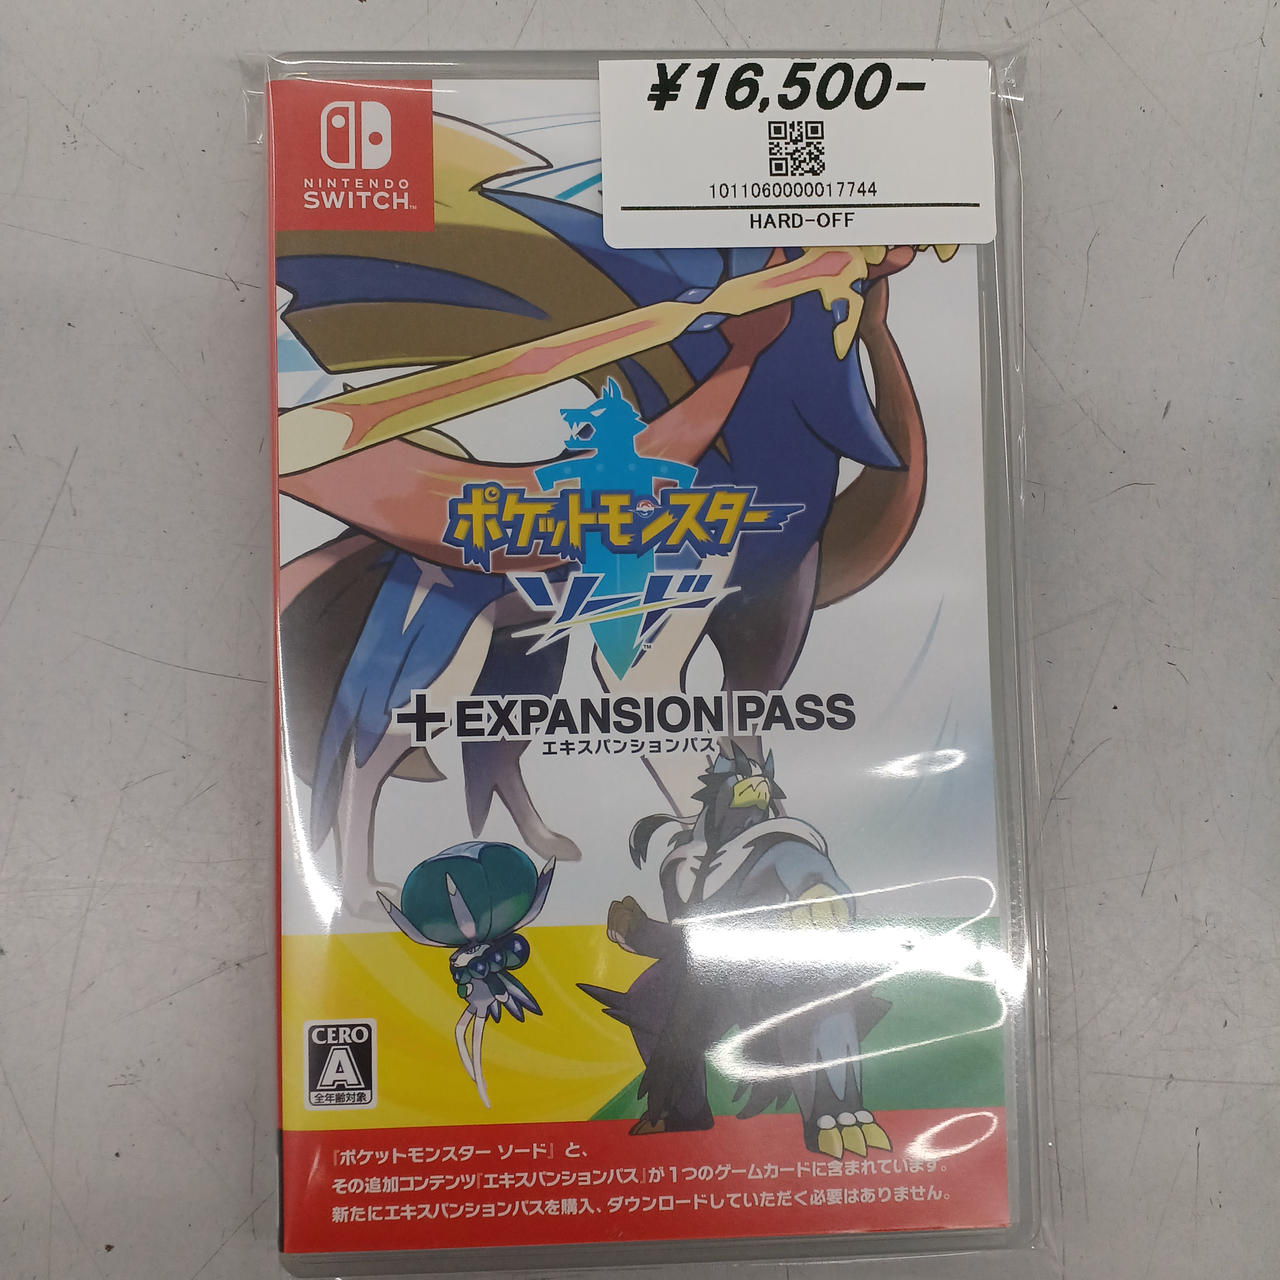 ¥16,500-
1011060000017744
HARD-OFF
NINTENDO
SWITCH™
ポケットモンスター
ソード™
+EXPANSION PASS
エキスパンションパス
CERO
A
全年齢対象
『ポケットモンスター ソード』と、
その追加コンテンツ『エキスパンションパス』が1つのゲームカードに含まれています。
新たにエキスパンションパスを購入、ダウンロードしていただく必要はありません。